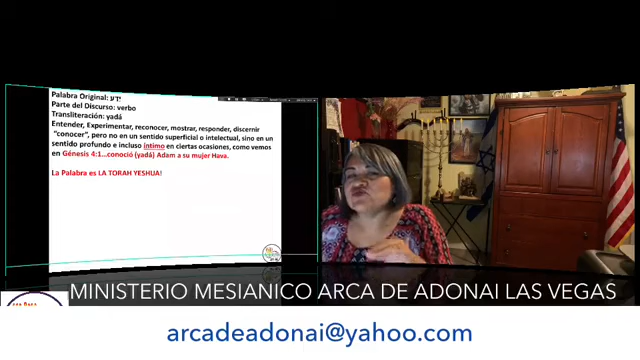 Palabra Original: יָדַע
Parte del Discurso: verbo
Transliteración: yadá
Entender, Experimentar, reconocer, mostrar, responder, discernir
“conocer”, pero no en un sentido superficial o intelectual, sino en un
sentido profundo e incluso íntimo en ciertas ocasiones, como vemos
en Génesis 4:1...conoció (yadá) Adam a su mujer Hava.
La Palabra es LA TORAH YESHUA!
MINISTERIO MESIANICO ARCA DE ADONAI LAS VEGAS
arcadeadonai@yahoo.com